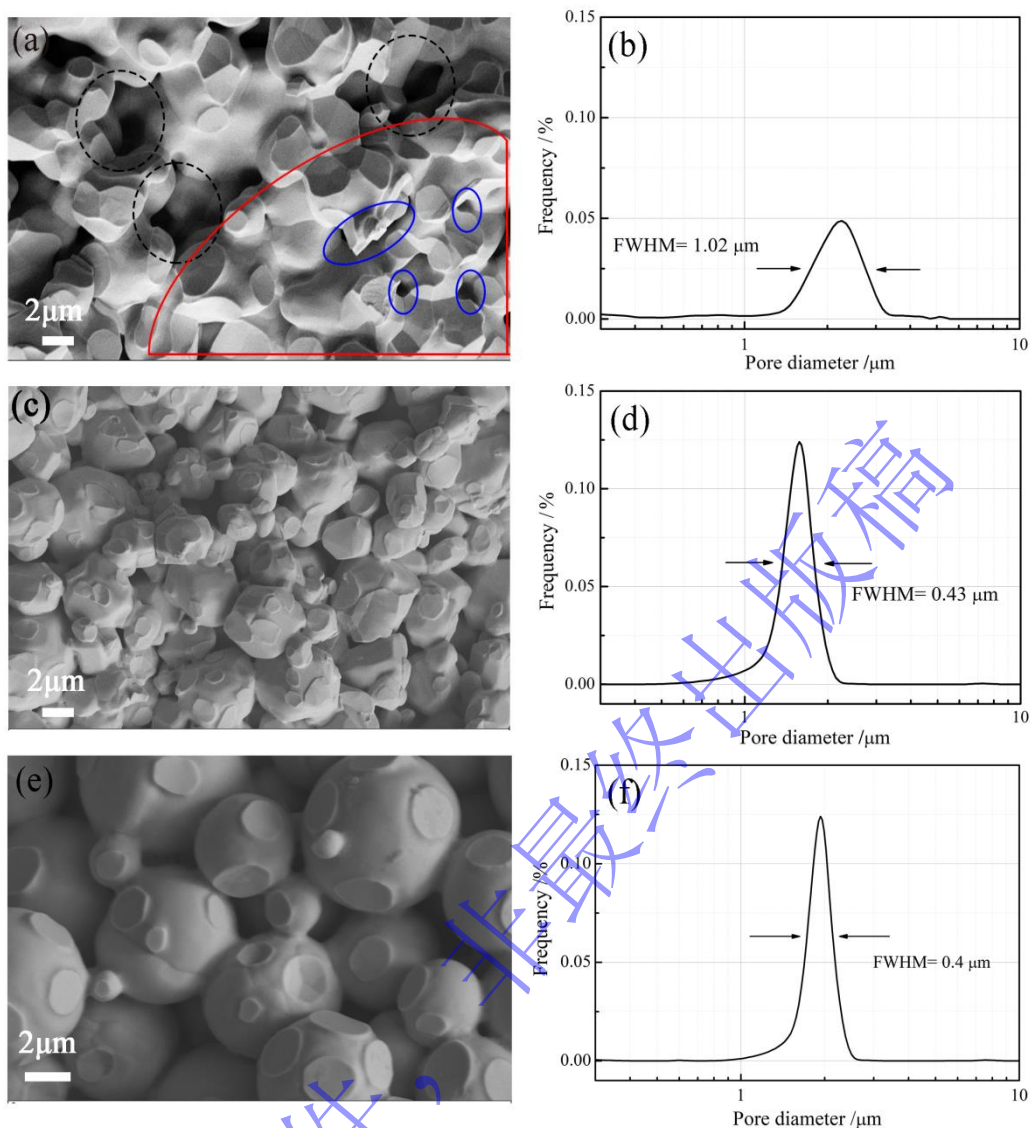 (a)
2μm
(b)
0.15
0.10
0.05
0.00
Frequency / %
FWHM= 1.02 μm
1
10
Pore diameter /μm
(c)
2μm
(d)
0.15
0.10
0.05
0.00
Frequency / %
FWHM= 0.43 μm
1
10
Pore diameter /μm
(e)
2μm
(f)
0.15
0.10
0.05
0.00
Frequency /%
FWHM= 0.4 μm
1
10
Pore diameter /μm
，非最终出版稿